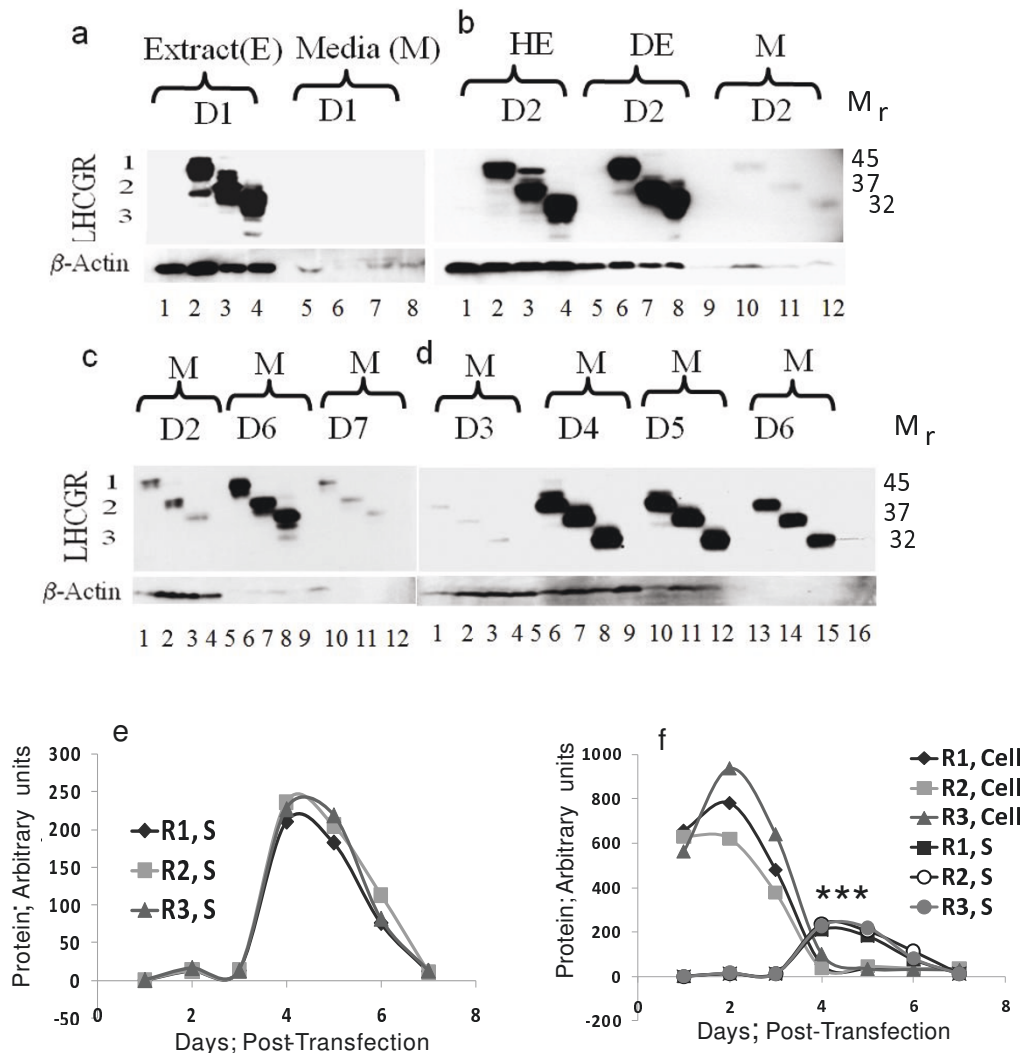 a
b
Extract(E) Media (M)
HE DE M
D1 D1
D2 D2 D2
Mr
LHCGR
1
2
3
45
37
32
β-Actin
1 2 3 4 5 6 7 8
1 2 3 4 5 6 7 8 9 10 11 12
c
d
M M M
M M M M
D2 D6 D7
D3 D4 D5 D6
Mr
LHCGR
1
2
3
45
37
32
β-Actin
1 2 3 4 5 6 7 8 9 10 11 12
1 2 3 4 5 6 7 8 9 10 11 12 13 14 15 16
e
Protein; Arbitrary units
300
250
200
150
100
50
0
-50
0 2 4 6 8
Days; Post-Transfection
R1, S
R2, S
R3, S
f
Protein; Arbitrary units
1000
800
600
400
200
0
-200
0 2 4 6 8
Days; Post-Transfection
***
R1, Cell
R2, Cell
R3, Cell
R1, S
R2, S
R3, S